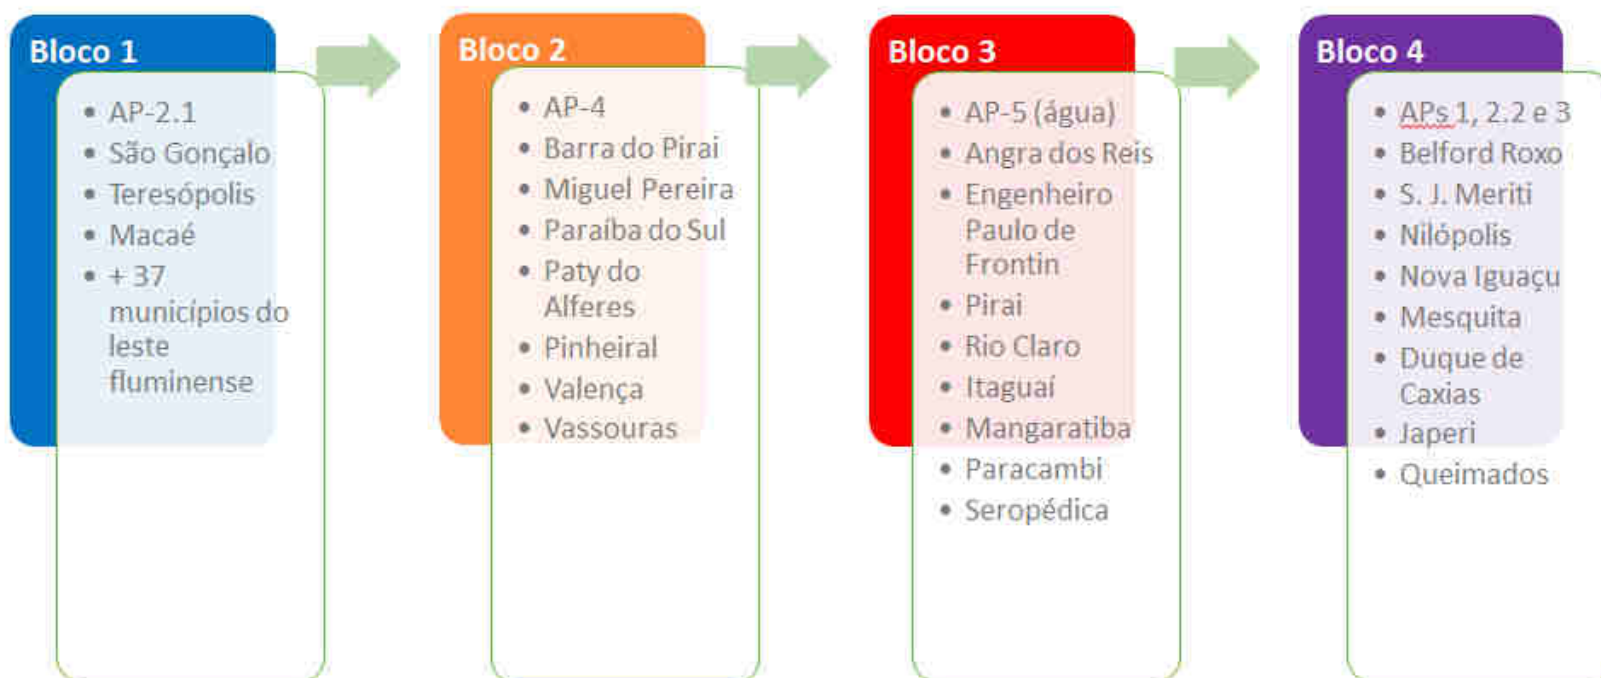 Bloco 1
• AP-2.1
• São Gonçalo
• Teresópolis
• Macaé
• + 37
municípios do
leste
fluminense
Bloco 2
• AP-4
• Barra do Pirai
• Miguel Pereira
• Paraíba do Sul
• Paty do
Alferes
• Pinheiral
• Valença
• Vassouras
Bloco 3
• AP-5 (água)
• Angra dos Reis
• Engenheiro
Paulo de
Frontin
• Pirai
• Rio Claro
• Itaguaí
• Mangaratiba
• Paracambi
• Seropédica
Bloco 4
• APs 1, 2.2 e 3
• Belford Roxo
• S. J. Meriti
• Nilópolis
• Nova Iguaçu
• Mesquita
• Duque de
Caxias
• Japeri
• Queimados